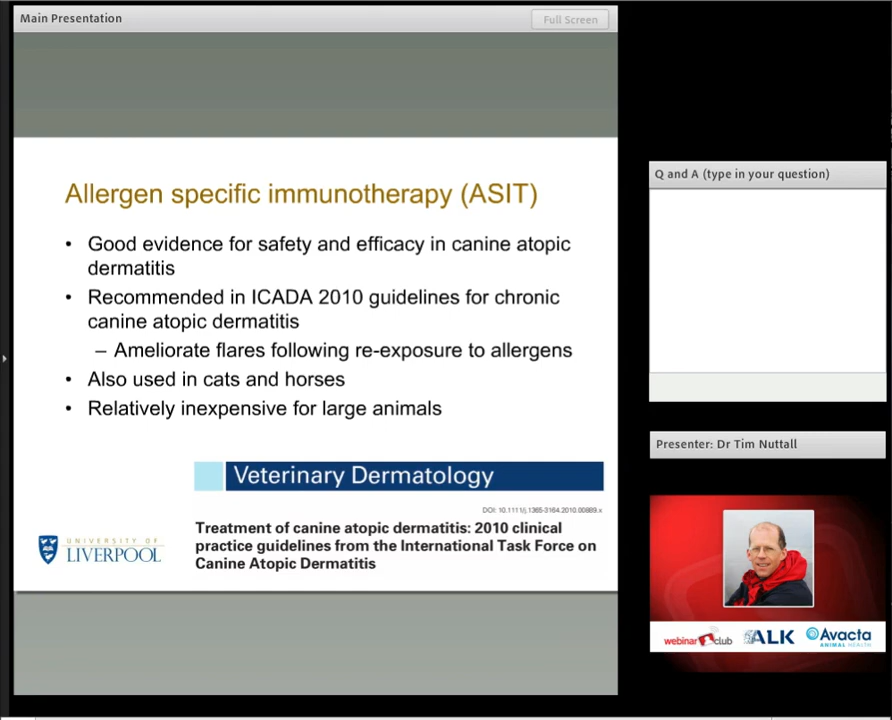 Main Presentation
Full Screen
Allergen specific immunotherapy (ASIT)
• Good evidence for safety and efficacy in canine atopic
dermatitis
• Recommended in ICADA 2010 guidelines for chronic
canine atopic dermatitis
– Ameliorate flares following re-exposure to allergens
• Also used in cats and horses
• Relatively inexpensive for large animals
Veterinary Dermatology
DOI: 10.1111/j.1365-3164.2010.00889.x
Treatment of canine atopic dermatitis: 2010 clinical
practice guidelines from the International Task Force on
Canine Atopic Dermatitis
UNIVERSITY OF
LIVERPOOL
Q and A (type in your question)
Presenter: Dr Tim Nuttall
webinar club
ALK
Avacta
ANIMAL HEALTH